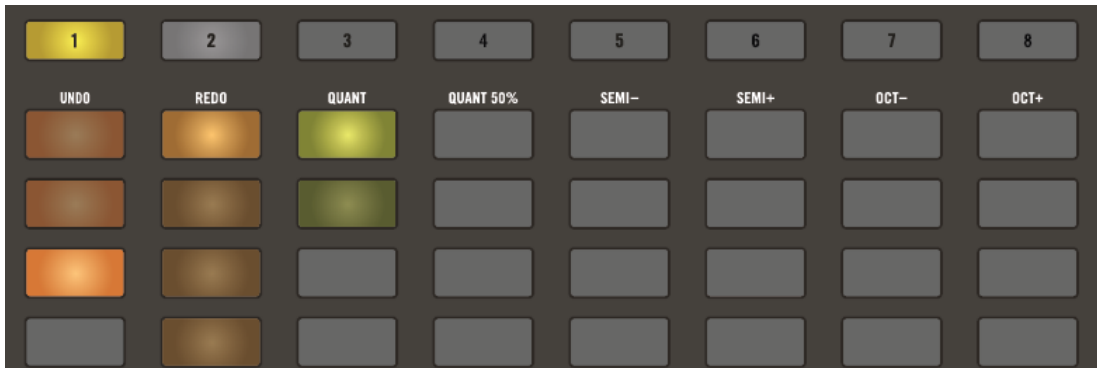 1 2 3 4 5 6 7 8
UNDO REDO QUANT QUANT 50% SEMI– SEMI+ OCT– OCT+